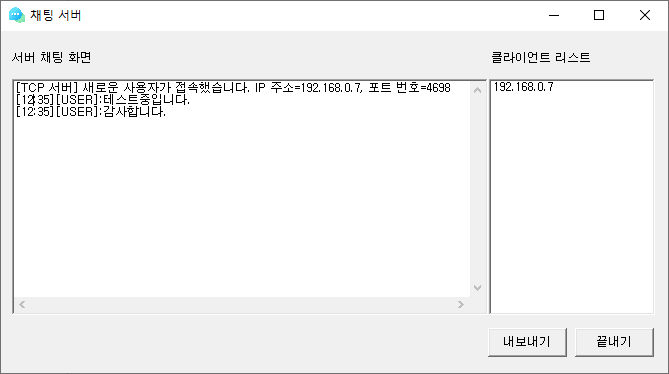 채팅 서버
서버 채팅 화면
클라이언트 리스트
[TCP 서버] 새로운 사용자가 접속했습니다. IP 주소=192.168.0.7, 포트 번호=4698
[12:35][USER]:테스트중입니다.
[12:35][USER]:감사합니다.
192.168.0.7
내보내기
끝내기